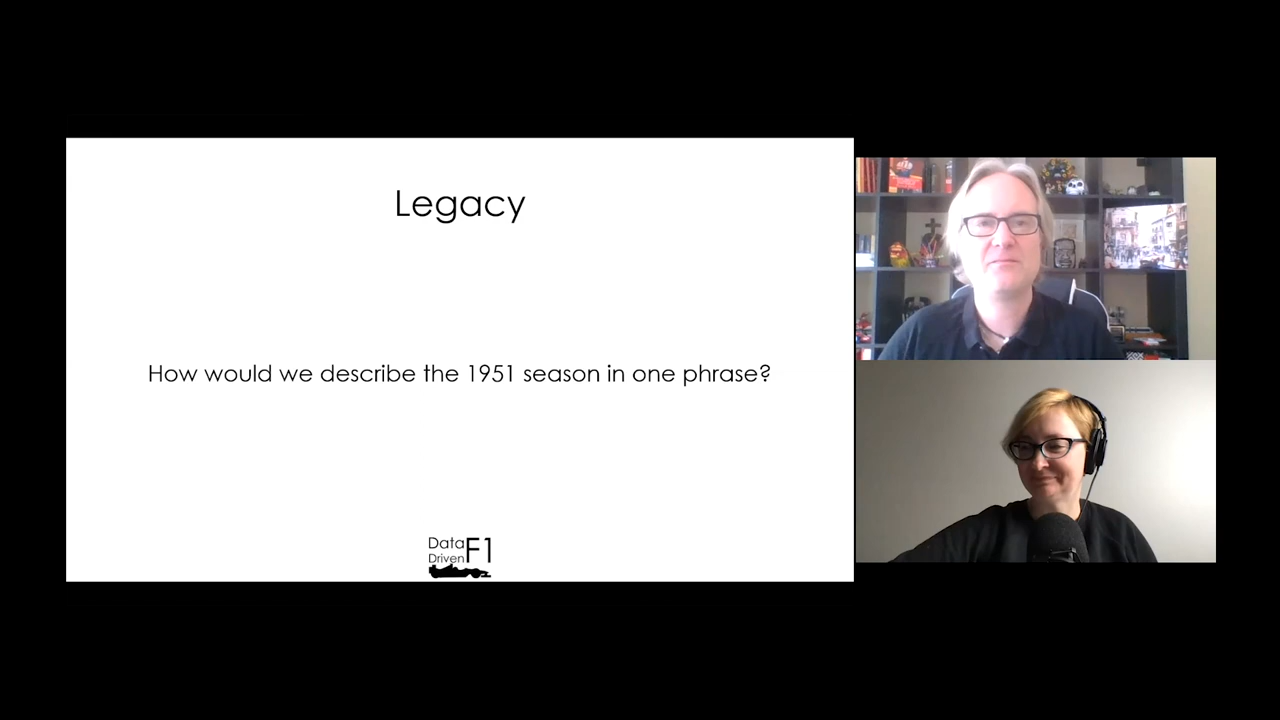 Legacy
How would we describe the 1951 season in one phrase?
Data
Driven
F1